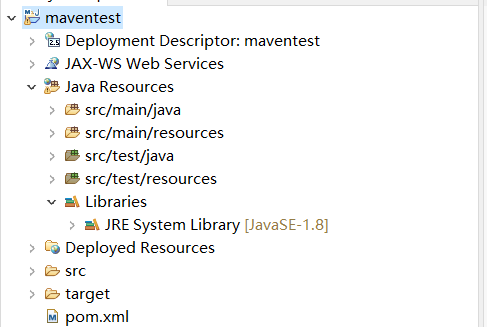 maventest
Deployment Descriptor: maventest
JAX-WS Web Services
Java Resources
src/main/java
src/main/resources
src/test/java
src/test/resources
Libraries
JRE System Library [JavaSE-1.8]
Deployed Resources
src
target
pom.xml